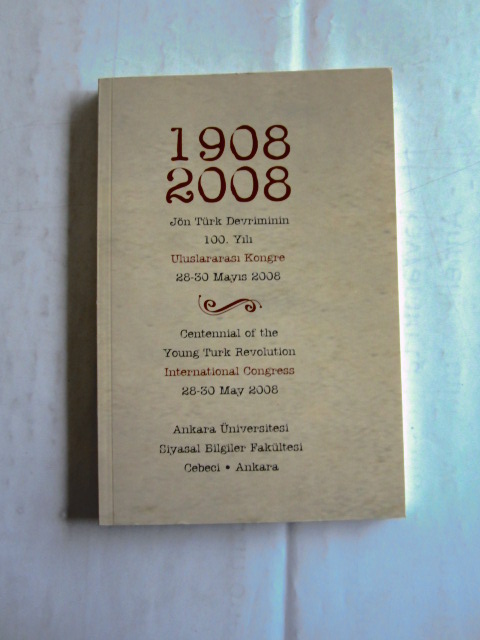 1908
2008
Jön Türk Devriminin
100. Yılı
Uluslararası Kongre
28-30 Mayıs 2008
Centennial of the
Young Turk Revolution
International Congress
28-30 May 2008
Ankara Üniversitesi
Siyasal Bilgiler Fakültesi
Cebeci • Ankara